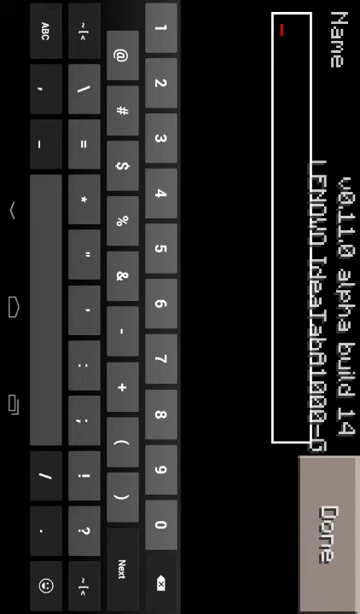 Name
v0.11.0 alpha build 14
LENOVO IdeaTabA1000-G
Done
1 2 3 4 5 6 7 8 9 0
@ # $ % & - + ( ) Next
~[< \ = * " ' : ; ! ? ~[<
ABC , _ / .